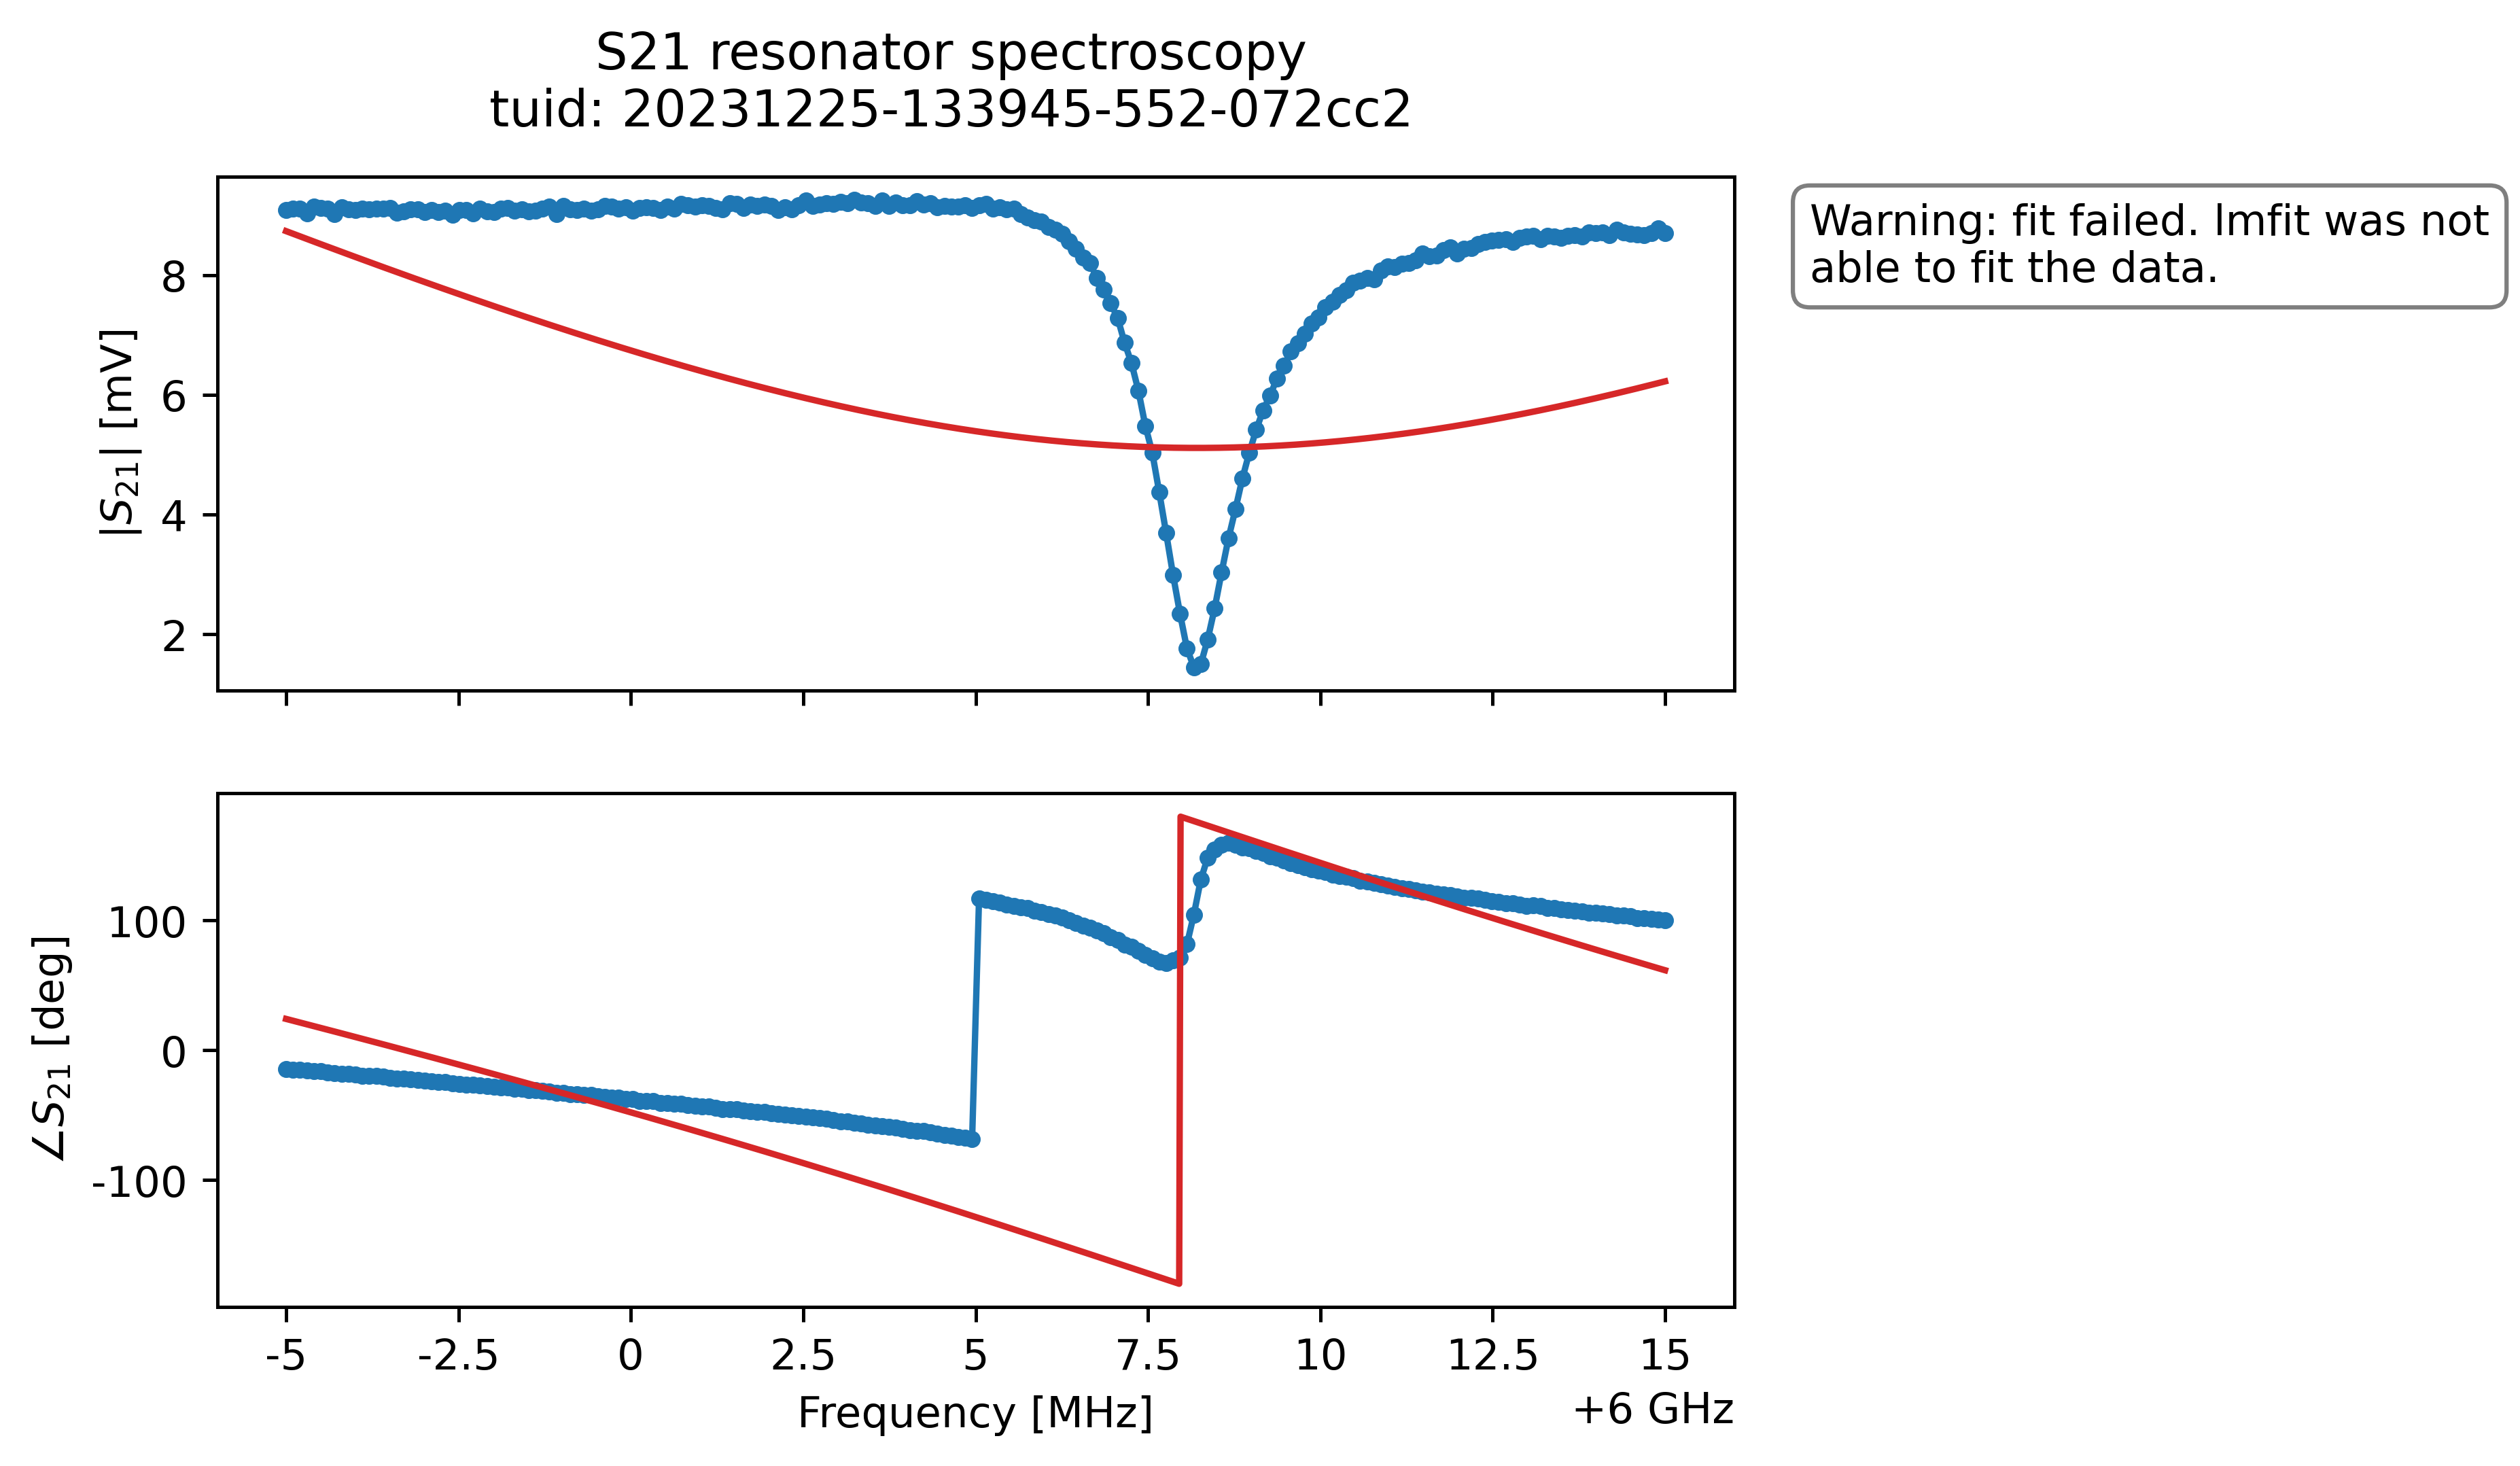 S21 resonator spectroscopy
tuid: 20231225-133945-552-072cc2
Warning: fit failed. lmfit was not
able to fit the data.
|S21| [mV]
8
6
4
2
∠S21 [deg]
100
0
-100
-5 -2.5 0 2.5 5 7.5 10 12.5 15
Frequency [MHz]
+6 GHz